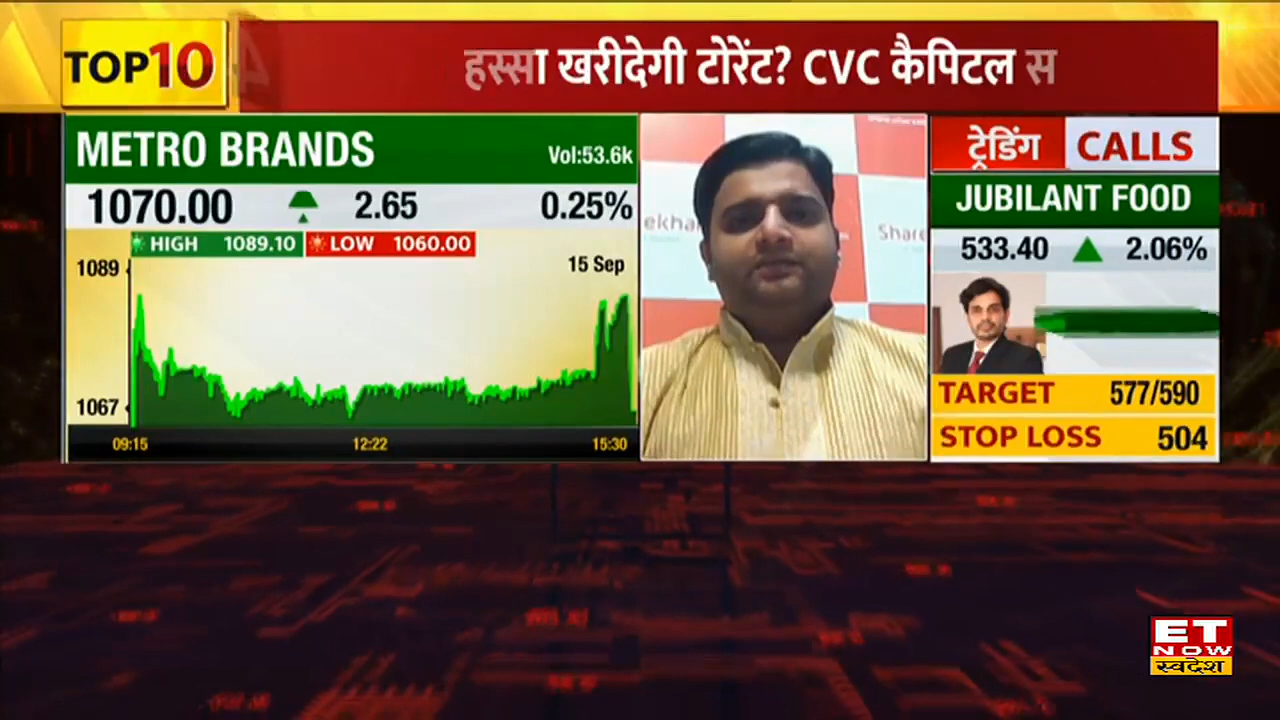 TOP10
हस्सा खरीदेगी टोरेंट? CVC कैपिटल स
METRO BRANDS
Vol:53.6k
1070.00 2.65 0.25%
HIGH 1089.10 LOW 1060.00
15 Sep
1089
1067
09:15 12:22 15:30
ekha
Share
ट्रेडिंग CALLS
JUBILANT FOOD
533.40 2.06%
TARGET 577/590
STOP LOSS 504
ET
NOW
स्वदेश